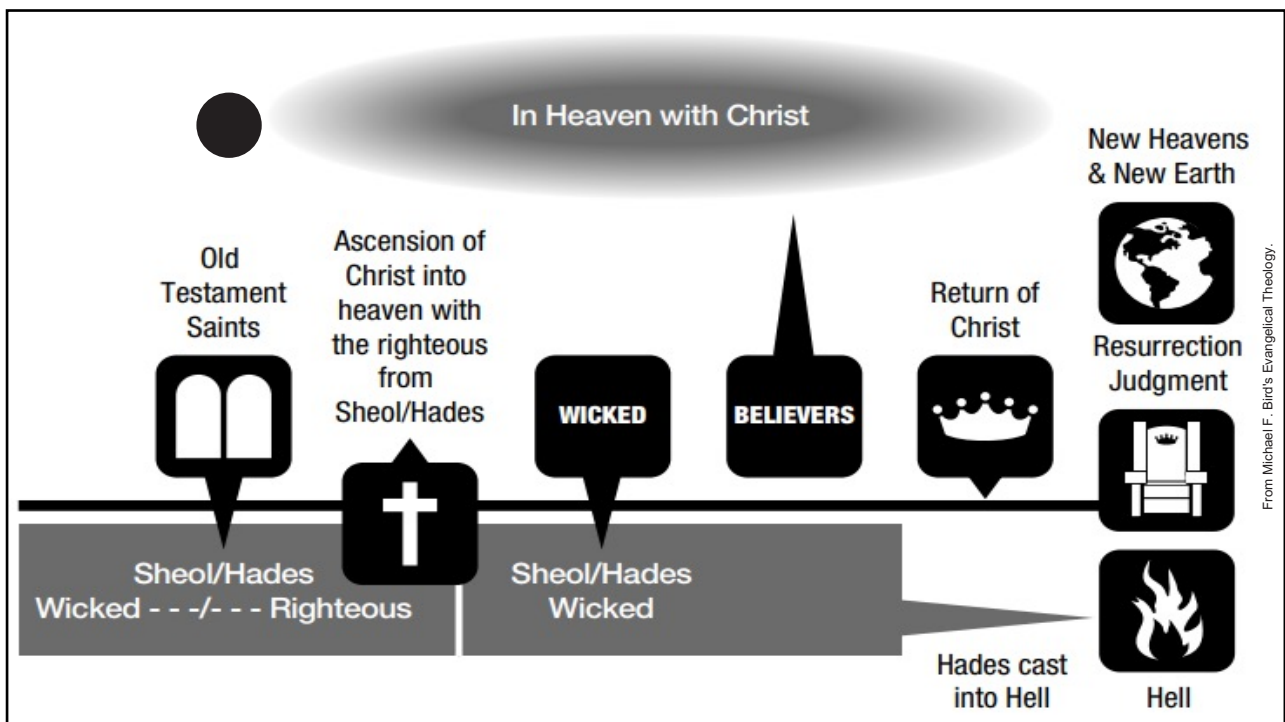 In Heaven with Christ
Old
Testament
Saints
Ascension of
Christ into
heaven with
the righteous
from
Sheol/Hades
WICKED
BELIEVERS
Return of
Christ
New Heavens
& New Earth
Resurrection
Judgment
Sheol/Hades
Wicked - - -/- - - Righteous
Sheol/Hades
Wicked
Hades cast
into Hell
Hell
From Michael F. Bird's Evangelical Theology.